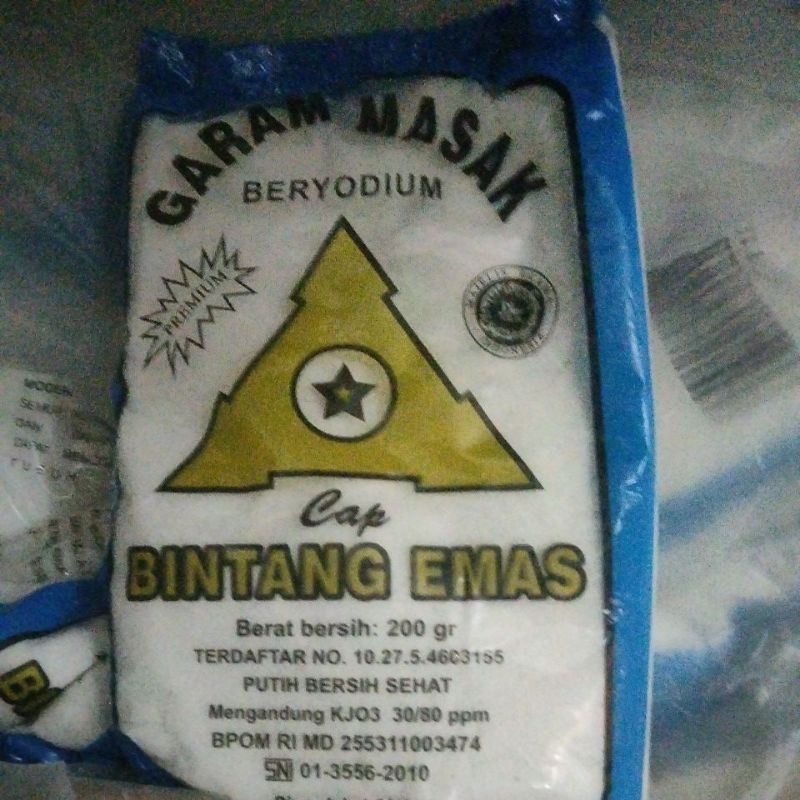 GARAM MASAK
BERYODIUM
PREMIUM
Cap
BINTANG EMAS
Berat bersih: 200 gr
TERDAFTAR NO. 10.27.5.4603155
PUTIH BERSIH SEHAT
Mengandung KJO3 30/80 ppm
BPOM RI MD 255311003474
SNI 01-3556-2010
DAN